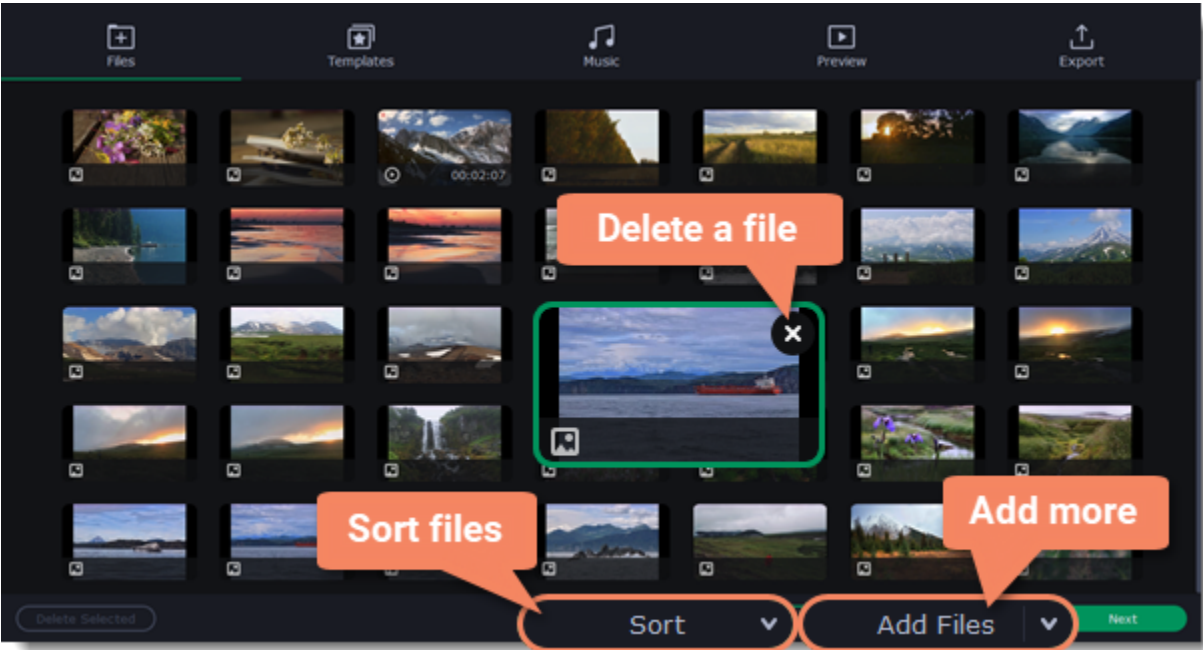 Files
Templates
Music
Preview
Export
00:02:07
Delete a file
Sort files
Add more
Delete Selected
Sort
Add Files
Next